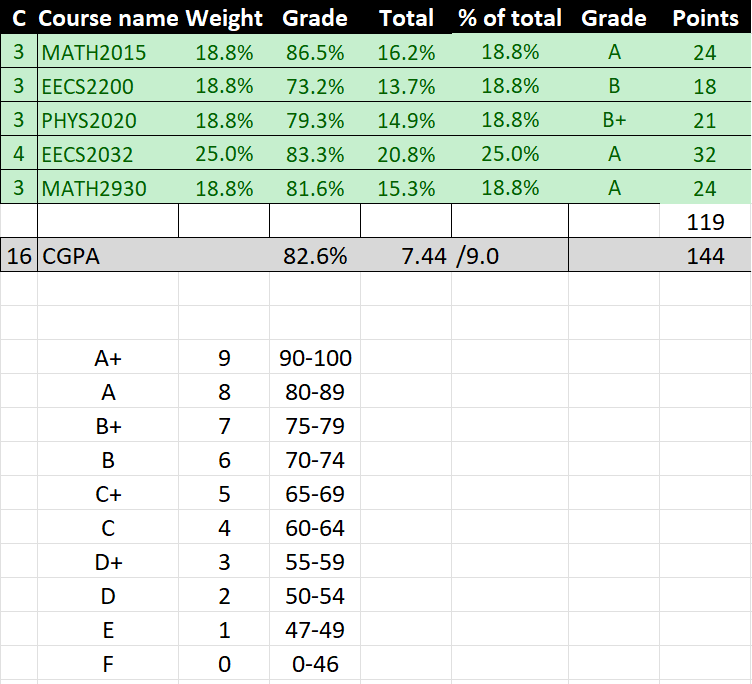 C Course name Weight Grade Total % of total Grade Points
3 MATH2015 18.8% 86.5% 16.2% 18.8% A 24
3 EECS2200 18.8% 73.2% 13.7% 18.8% B 18
3 PHYS2020 18.8% 79.3% 14.9% 18.8% B+ 21
4 EECS2032 25.0% 83.3% 20.8% 25.0% A 32
3 MATH2930 18.8% 81.6% 15.3% 18.8% A 24
119
16 CGPA 82.6% 7.44 /9.0 144
A+ 9 90-100
A 8 80-89
B+ 7 75-79
B 6 70-74
C+ 5 65-69
C 4 60-64
D+ 3 55-59
D 2 50-54
E 1 47-49
F 0 0-46